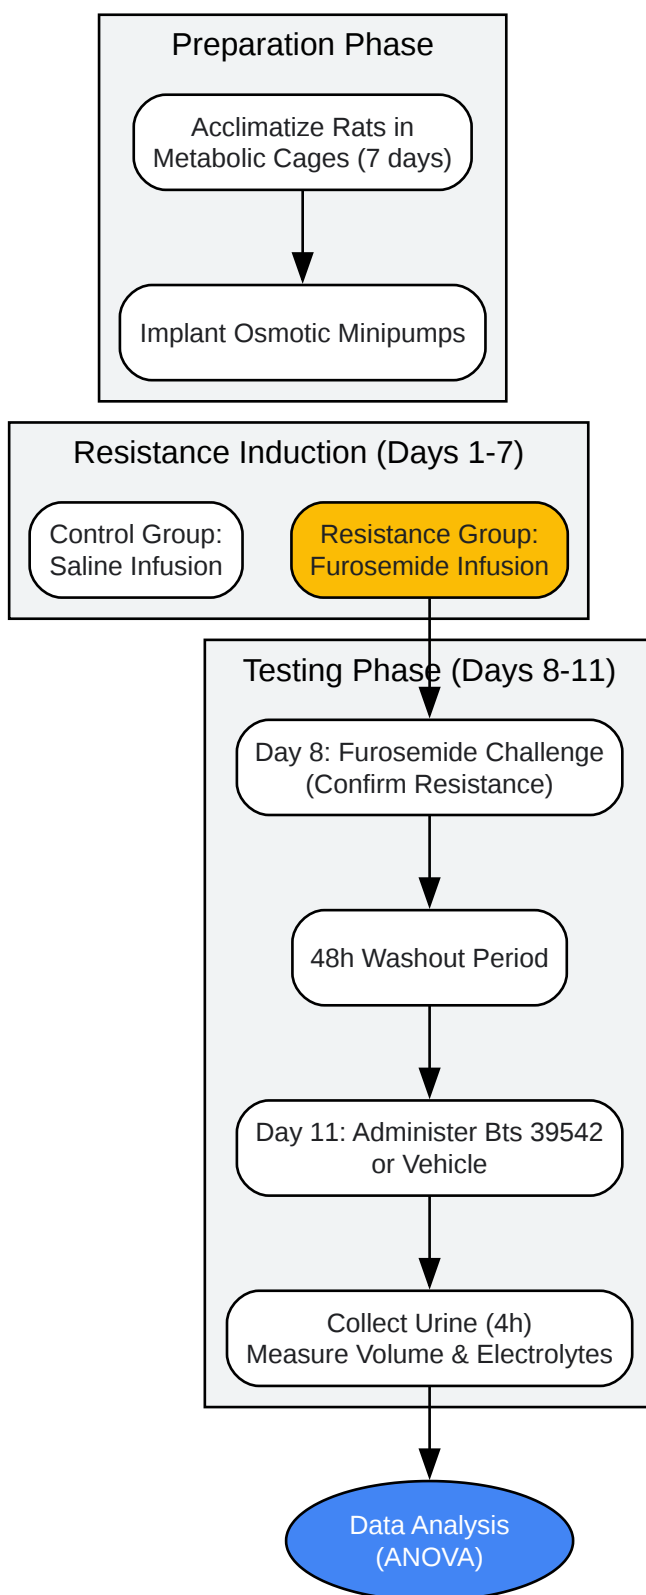 Preparation Phase
Acclimatize Rats in
Metabolic Cages (7 days)
Implant Osmotic Minipumps
Resistance Induction (Days 1-7)
Control Group:
Saline Infusion
Resistance Group:
Furosemide Infusion
Testing Phase (Days 8-11)
Day 8: Furosemide Challenge
(Confirm Resistance)
48h Washout Period
Day 11: Administer Bts 39542
or Vehicle
Collect Urine (4h)
Measure Volume & Electrolytes
Data Analysis
(ANOVA)